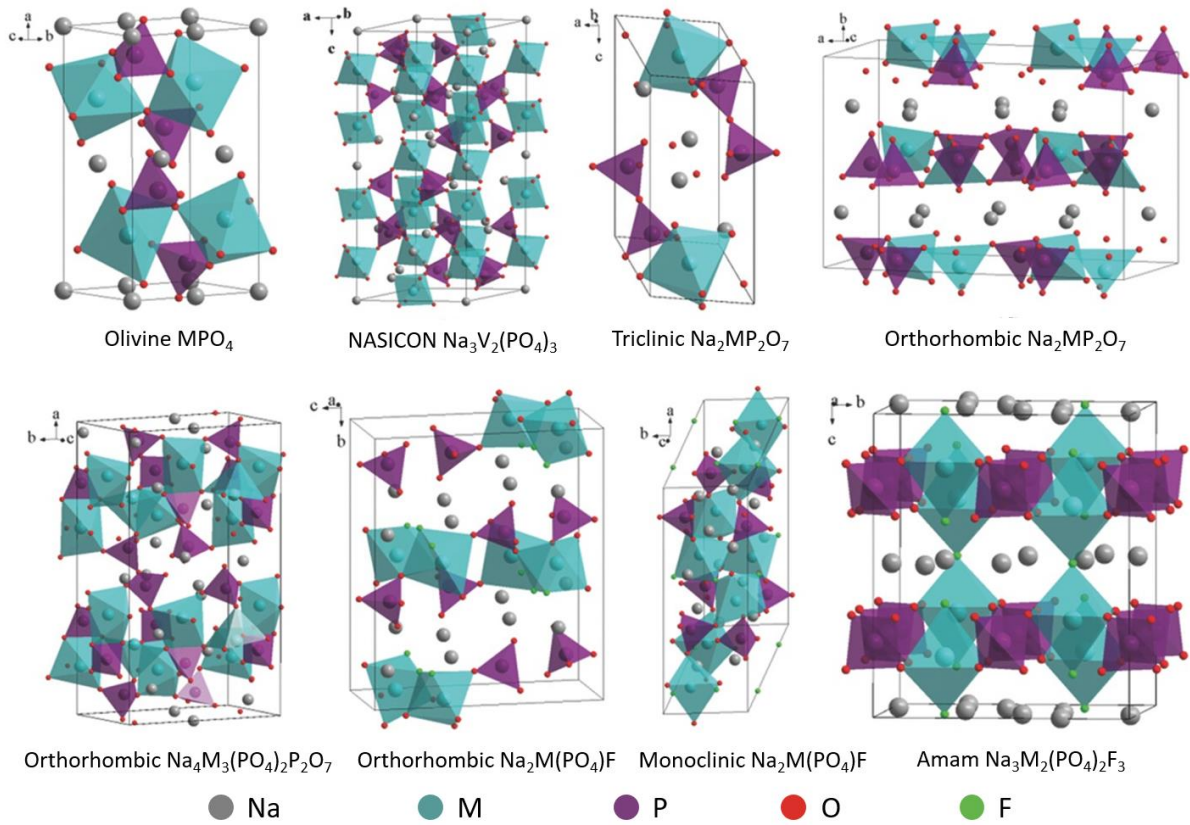 a
c b
a b
c
b
a
c
b
a c
Olivine MPO₄
NASICON Na₃V₂(PO₄)₃
Triclinic Na₂MP₂O₇
Orthorhombic Na₂MP₂O₇
a
b c
c a
b
a
b
c
a b
c
Orthorhombic Na₄M₃(PO₄)₂P₂O₇
Orthorhombic Na₂M(PO₄)F
Monoclinic Na₂M(PO₄)F
Amam Na₃M₂(PO₄)₂F₃
Na M P O F